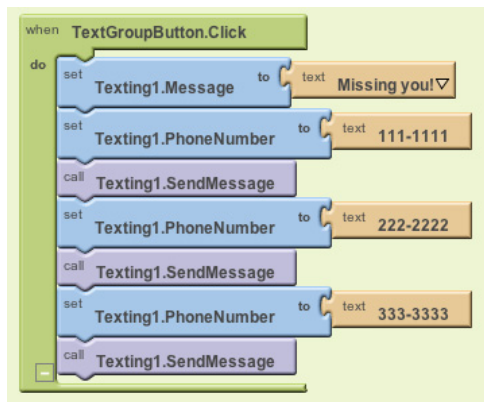 when TextGroupButton.Click
do
set Texting1.Message to text Missing you!
set Texting1.PhoneNumber to text 111-1111
call Texting1.SendMessage
set Texting1.PhoneNumber to text 222-2222
call Texting1.SendMessage
set Texting1.PhoneNumber to text 333-3333
call Texting1.SendMessage